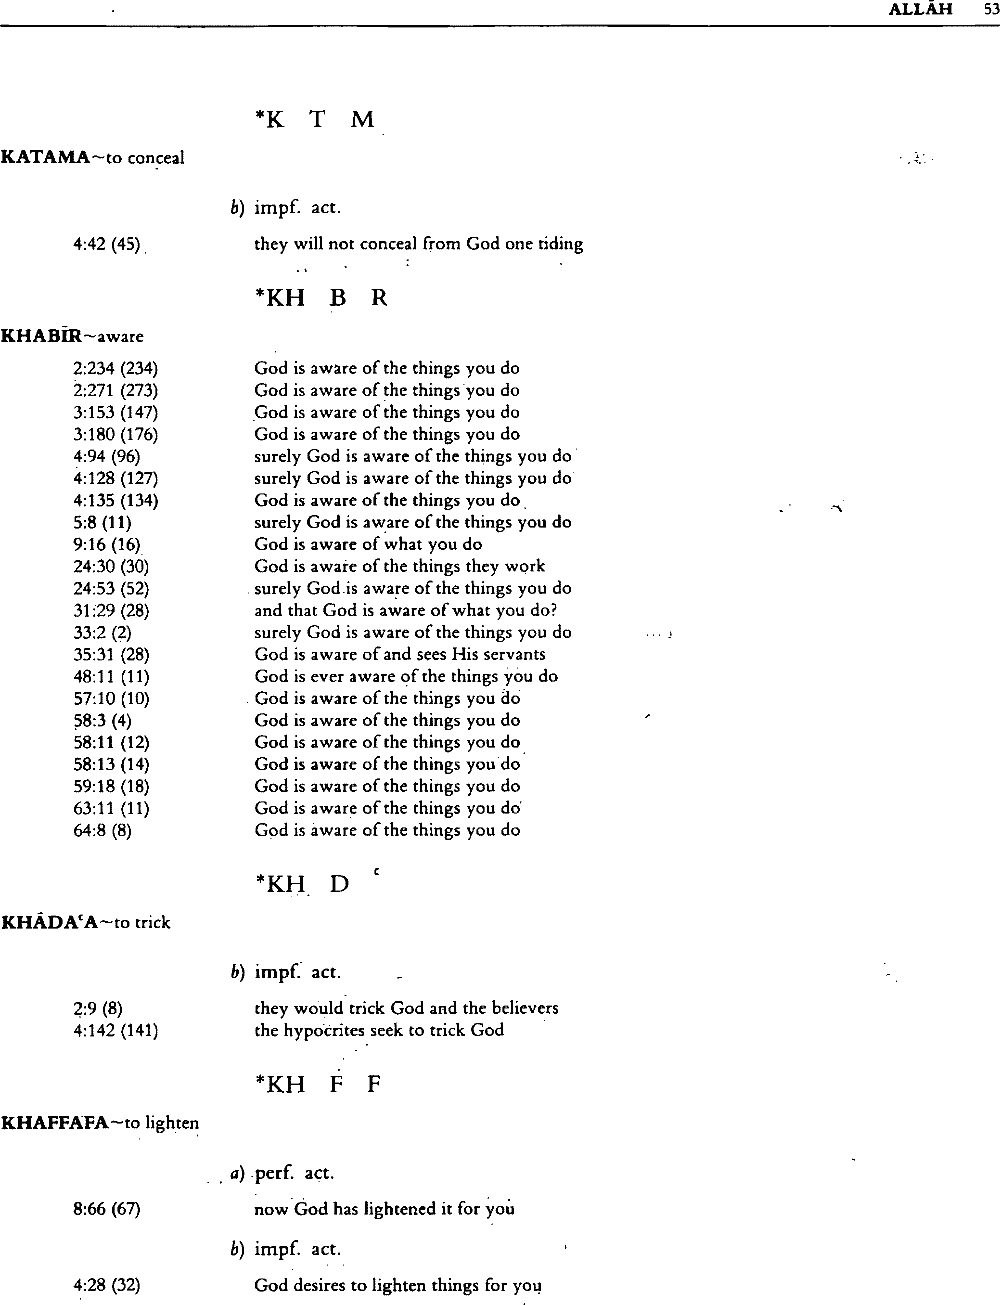 ALLĀH 53
*K T M
KATAMA~to conceal
b) impf. act.
4:42 (45) they will not conceal from God one tiding
*KH B R
KHABĪR~aware
2:234 (234) God is aware of the things you do
2:271 (273) God is aware of the things you do
3:153 (147) God is aware of the things you do
3:180 (176) God is aware of the things you do
4:94 (96) surely God is aware of the things you do
4:128 (127) surely God is aware of the things you do
4:135 (134) God is aware of the things you do
5:8 (11) surely God is aware of the things you do
9:16 (16) God is aware of what you do
24:30 (30) God is aware of the things they work
24:53 (52) surely God is aware of the things you do
31:29 (28) and that God is aware of what you do?
33:2 (2) surely God is aware of the things you do
35:31 (28) God is aware of and sees His servants
48:11 (11) God is ever aware of the things you do
57:10 (10) God is aware of the things you do
58:3 (4) God is aware of the things you do
58:11 (12) God is aware of the things you do
58:13 (14) God is aware of the things you do
59:18 (18) God is aware of the things you do
63:11 (11) God is aware of the things you do
64:8 (8) God is aware of the things you do
*KH D ʿ
KHĀDAʿA~to trick
b) impf. act.
2:9 (8) they would trick God and the believers
4:142 (141) the hypocrites seek to trick God
*KH F F
KHAFFAFA~to lighten
a) perf. act.
8:66 (67) now God has lightened it for you
b) impf. act.
4:28 (32) God desires to lighten things for you